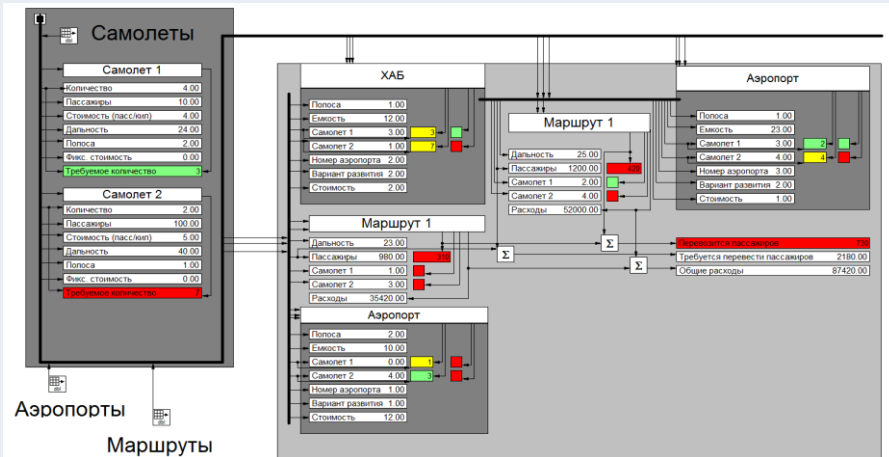 Самолеты
Самолет 1
Количество 4.00
Пассажиры 10.00
Стоимость (пасс/кип) 4.00
Дальность 24.00
Полоса 2.00
Фикс. стоимость 0.00
Требуемое количество 3
Самолет 2
Количество 2.00
Пассажиры 100.00
Стоимость (пасс/кип) 5.00
Дальность 40.00
Полоса 1.00
Фикс. стоимость 0.00
Требуемое количество 7
Аэропорты
Маршруты
ХАБ
Полоса 1.00
Емкость 12.00
Самолет 1 3.00 3
Самолет 2 1.00 7
Номер аэропорта 2.00
Вариант развития 2.00
Стоимость 2.00
Маршрут 1
Дальность 23.00
Пассажиры 980.00 310
Самолет 1 1.00
Самолет 2 3.00
Расходы 35420.00
Аэропорт
Полоса 2.00
Емкость 10.00
Самолет 1 0.00 1
Самолет 2 4.00 3
Номер аэропорта 1.00
Вариант развития 1.00
Стоимость 12.00
Маршрут 1
Дальность 25.00
Пассажиры 1200.00 420
Самолет 1 2.00
Самолет 2 4.00
Расходы 52000.00
Σ
Σ
Σ
Аэропорт
Полоса 1.00
Емкость 23.00
Самолет 1 3.00 2
Самолет 2 4.00 4
Номер аэропорта 3.00
Вариант развития 2.00
Стоимость 1.00
Перевозится пассажиров 730
Требуется перевести пассажиров 2180.00
Общие расходы 87420.00